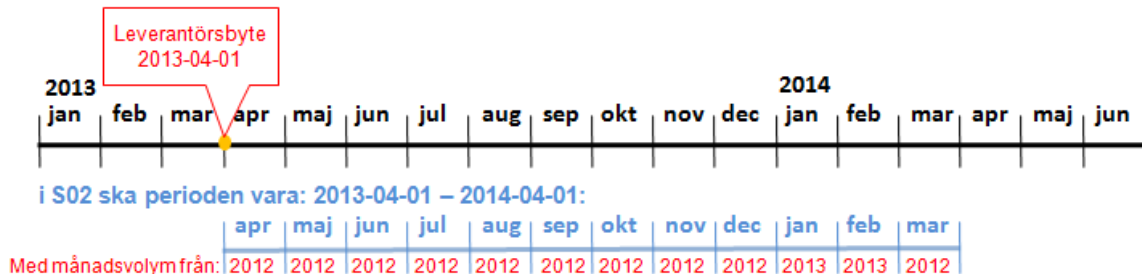 Leverantörsbyte
2013-04-01
2013 2014
jan feb mar apr maj jun jul aug sep okt nov dec jan feb mar apr maj jun
i S02 ska perioden vara: 2013-04-01 – 2014-04-01:
apr maj jun jul aug sep okt nov dec jan feb mar
Med månadsvolym från: 2012 2012 2012 2012 2012 2012 2012 2012 2012 2013 2013 2012